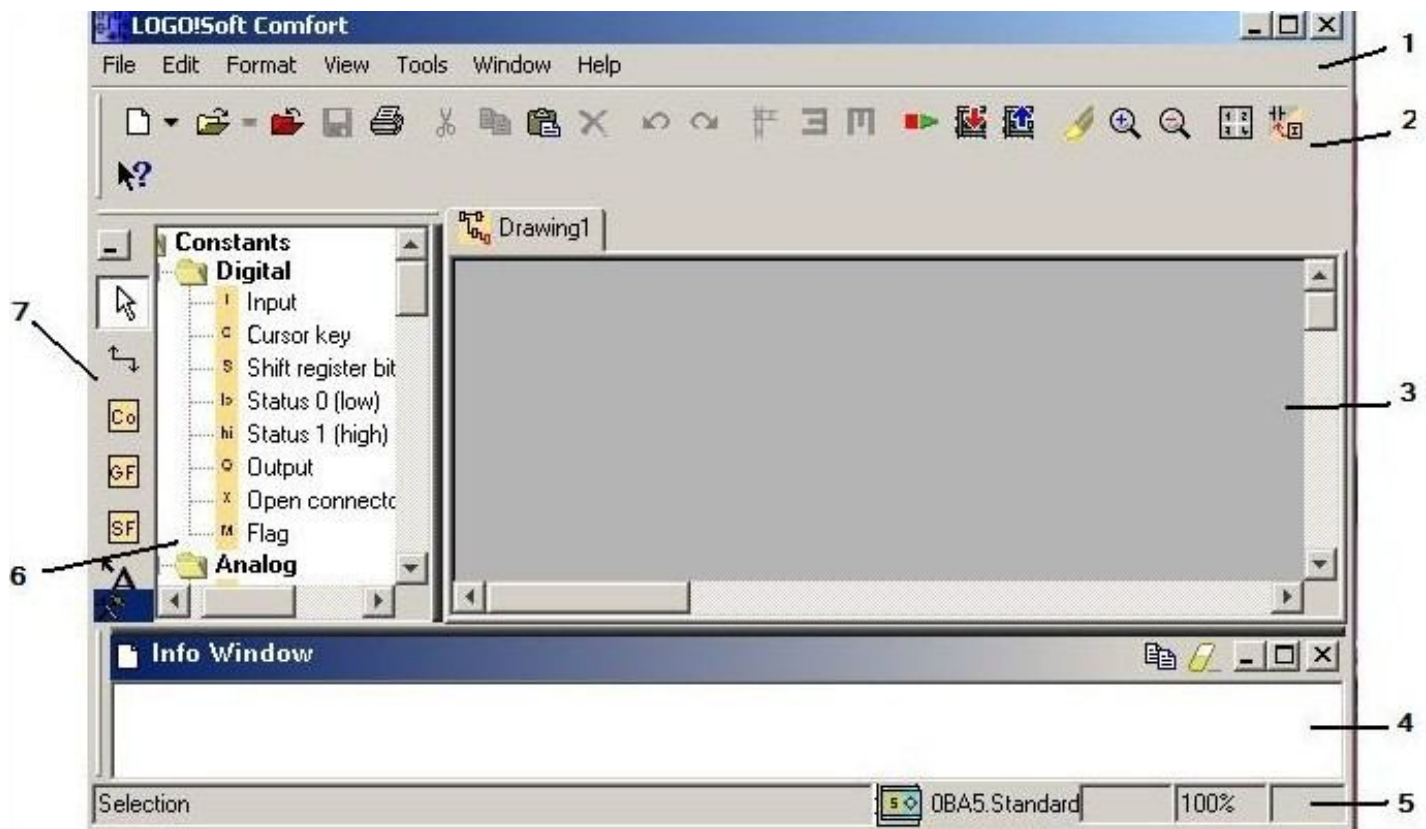 LOGO!Soft Comfort
File Edit Format View Tools Window Help
1
2
Drawing1
Constants
Digital
Input
Cursor key
Shift register bit
Status 0 (low)
Status 1 (high)
Output
Open connecto
Flag
Analog
I
C
S
lo
hi
Q
X
M
Co
GF
SF
A
7
6
3
Info Window
4
Selection
0BA5.Standard
100%
5